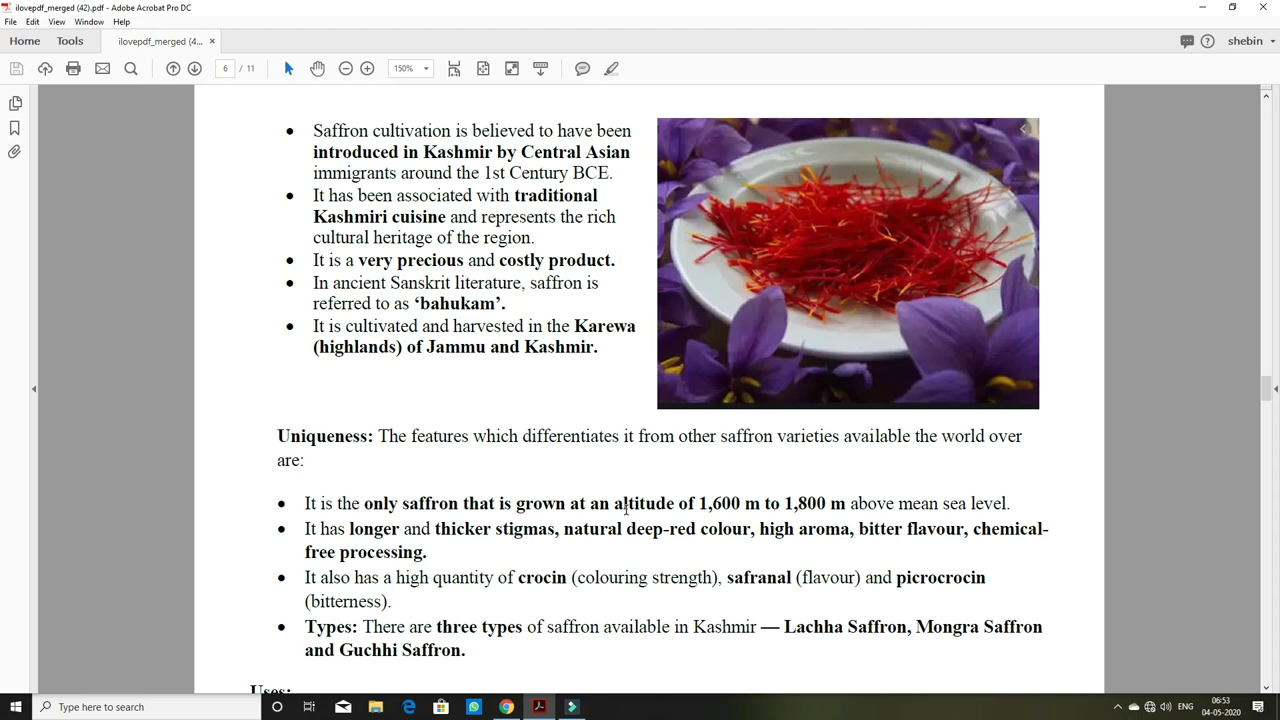 ilovepdf_merged (42).pdf - Adobe Acrobat Pro DC
File Edit View Window Help
Home Tools ilovepdf_merged (4... × shebin
6 / 11 150%
• Saffron cultivation is believed to have been
introduced in Kashmir by Central Asian
immigrants around the 1st Century BCE.
• It has been associated with traditional
Kashmiri cuisine and represents the rich
cultural heritage of the region.
• It is a very precious and costly product.
• In ancient Sanskrit literature, saffron is
referred to as ‘bahukam’.
• It is cultivated and harvested in the Karewa
(highlands) of Jammu and Kashmir.
Uniqueness: The features which differentiates it from other saffron varieties available the world over
are:
• It is the only saffron that is grown at an altitude of 1,600 m to 1,800 m above mean sea level.
• It has longer and thicker stigmas, natural deep-red colour, high aroma, bitter flavour, chemical-
free processing.
• It also has a high quantity of crocin (colouring strength), safranal (flavour) and picrocrocin
(bitterness).
• Types: There are three types of saffron available in Kashmir — Lachha Saffron, Mongra Saffron
and Guchhi Saffron.
Uses:
Type here to search ENG 06:53
04-05-2020